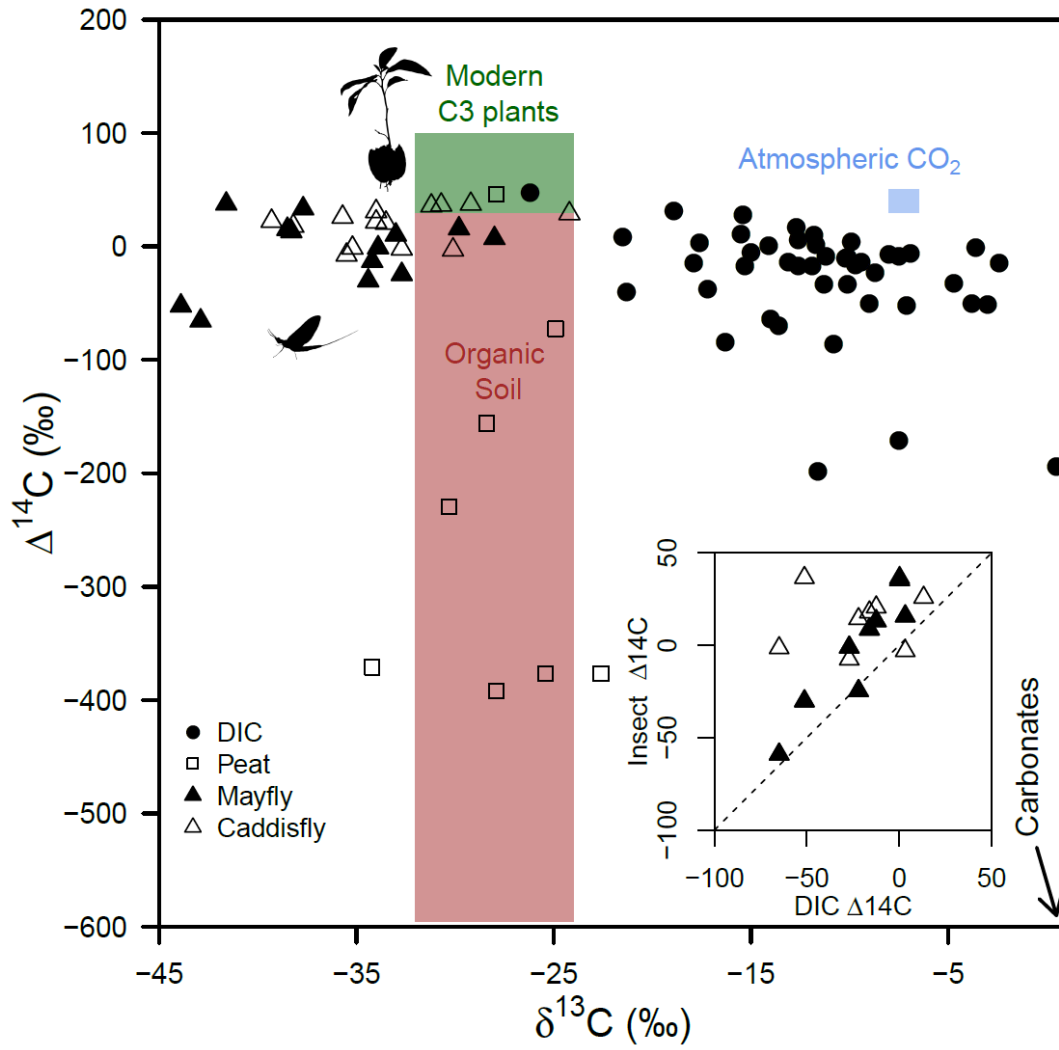 200
100
0
−100
−200
−300
−400
−500
−600
Δ¹⁴C (‰)
Modern
C3 plants
Atmospheric CO₂
Organic
Soil
DIC
Peat
Mayfly
Caddisfly
50
0
−50
−100
Insect Δ14C
−100 −50 0 50
DIC Δ14C
Carbonates
−45 −35 −25 −15 −5
δ¹³C (‰)